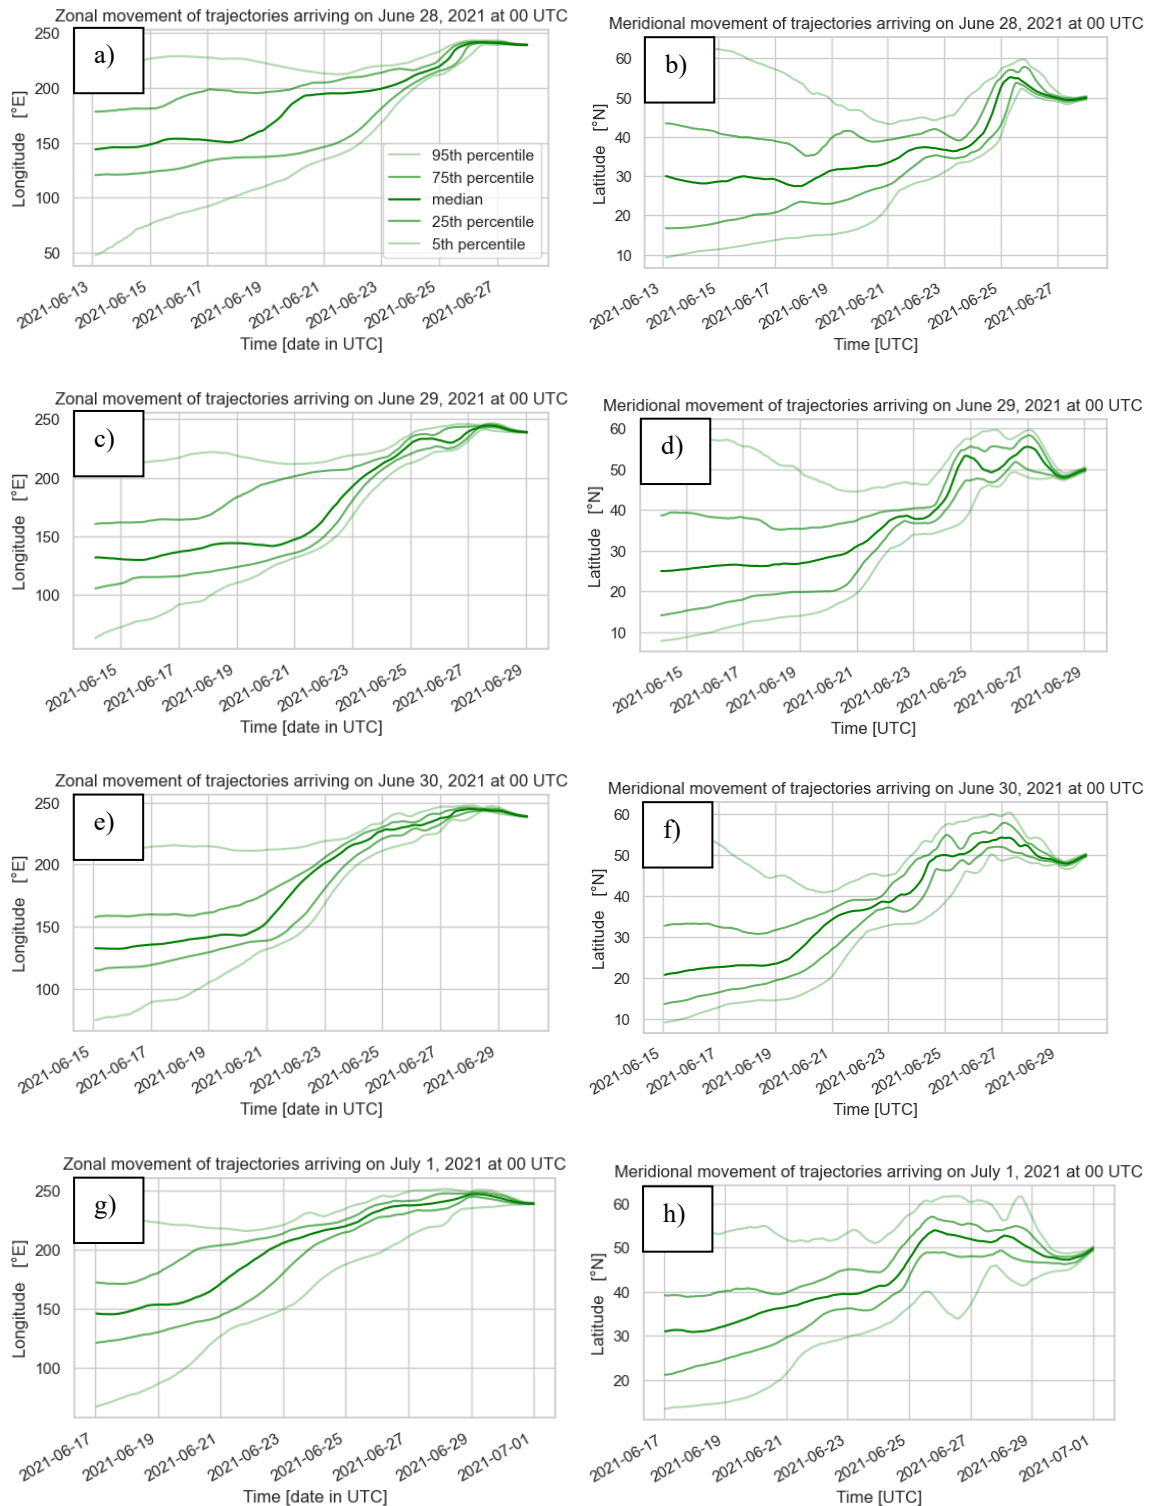 Zonal movement of trajectories arriving on June 28, 2021 at 00 UTC
a)
250
200
150
100
50
Longitude [°E]
95th percentile
75th percentile
median
25th percentile
5th percentile
2021-06-13
2021-06-15
2021-06-17
2021-06-19
2021-06-21
2021-06-23
2021-06-25
2021-06-27
Time [date in UTC]
Meridional movement of trajectories arriving on June 28, 2021 at 00 UTC
b)
60
50
40
30
20
10
Latitude [°N]
2021-06-13
2021-06-15
2021-06-17
2021-06-19
2021-06-21
2021-06-23
2021-06-25
2021-06-27
Time [UTC]
Zonal movement of trajectories arriving on June 29, 2021 at 00 UTC
c)
250
200
150
100
Longitude [°E]
2021-06-15
2021-06-17
2021-06-19
2021-06-21
2021-06-23
2021-06-25
2021-06-27
2021-06-29
Time [date in UTC]
Meridional movement of trajectories arriving on June 29, 2021 at 00 UTC
d)
60
50
40
30
20
10
Latitude [°N]
2021-06-15
2021-06-17
2021-06-19
2021-06-21
2021-06-23
2021-06-25
2021-06-27
2021-06-29
Time [UTC]
Zonal movement of trajectories arriving on June 30, 2021 at 00 UTC
e)
250
200
150
100
Longitude [°E]
2021-06-15
2021-06-17
2021-06-19
2021-06-21
2021-06-23
2021-06-25
2021-06-27
2021-06-29
Time [date in UTC]
Meridional movement of trajectories arriving on June 30, 2021 at 00 UTC
f)
60
50
40
30
20
10
Latitude [°N]
2021-06-15
2021-06-17
2021-06-19
2021-06-21
2021-06-23
2021-06-25
2021-06-27
2021-06-29
Time [UTC]
Zonal movement of trajectories arriving on July 1, 2021 at 00 UTC
g)
250
200
150
100
Longitude [°E]
2021-06-17
2021-06-19
2021-06-21
2021-06-23
2021-06-25
2021-06-27
2021-06-29
2021-07-01
Time [date in UTC]
Meridional movement of trajectories arriving on July 1, 2021 at 00 UTC
h)
60
50
40
30
20
Latitude [°N]
2021-06-17
2021-06-19
2021-06-21
2021-06-23
2021-06-25
2021-06-27
2021-06-29
2021-07-01
Time [UTC]